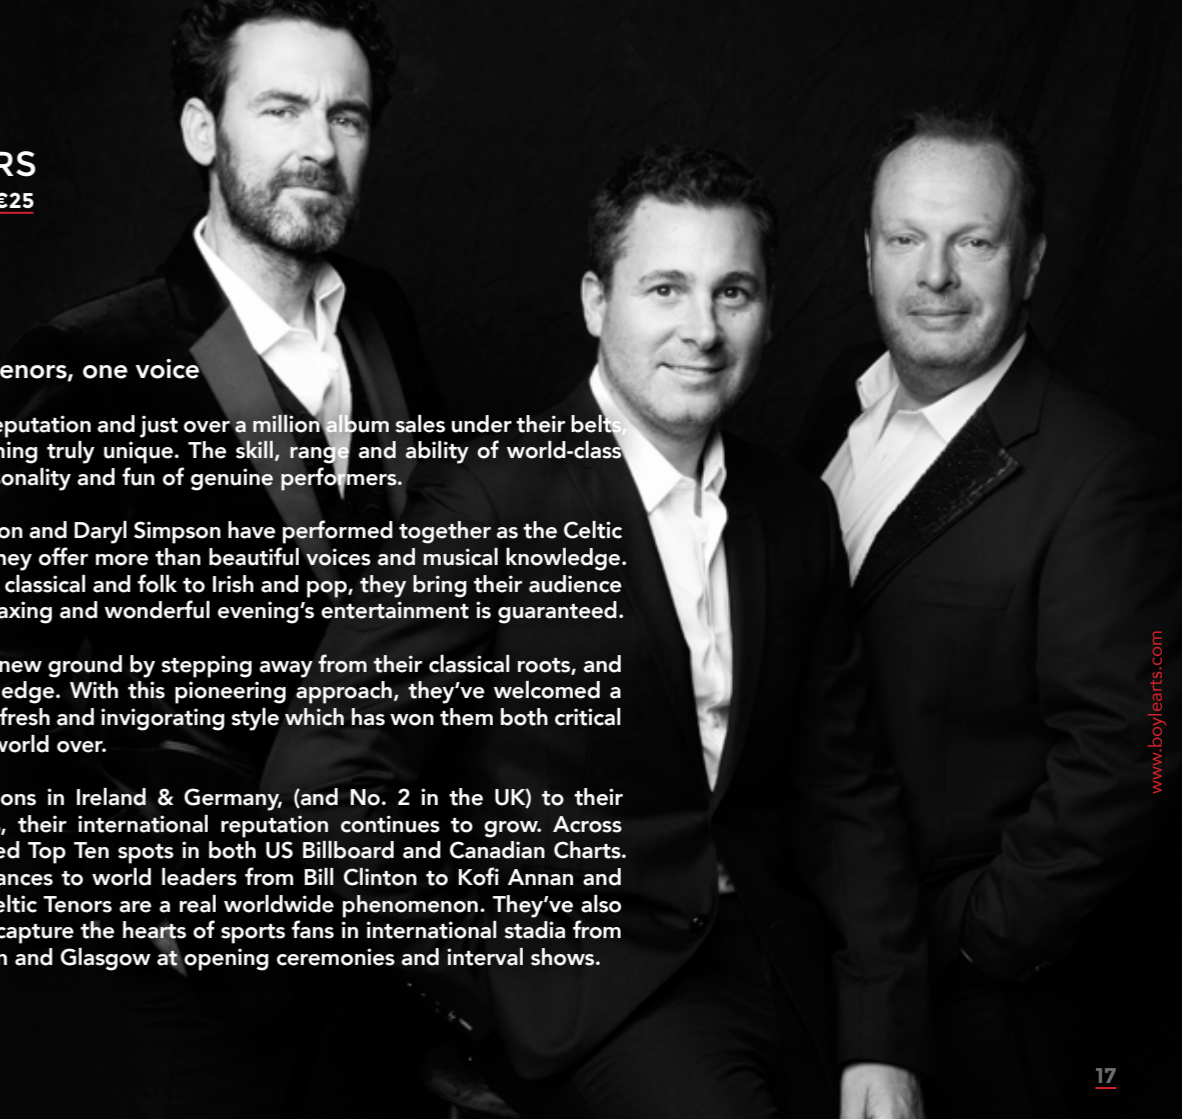 RS
€25
enors, one voice
eputation and just over a million album sales under their belts,
ning truly unique. The skill, range and ability of world-class
sonality and fun of genuine performers.
on and Daryl Simpson have performed together as the Celtic
hey offer more than beautiful voices and musical knowledge.
classical and folk to Irish and pop, they bring their audience
axing and wonderful evening’s entertainment is guaranteed.
new ground by stepping away from their classical roots, and
edge. With this pioneering approach, they’ve welcomed a
fresh and invigorating style which has won them both critical
world over.
ons in Ireland & Germany, (and No. 2 in the UK) to their
, their international reputation continues to grow. Across
ed Top Ten spots in both US Billboard and Canadian Charts.
ances to world leaders from Bill Clinton to Kofi Annan and
eltic Tenors are a real worldwide phenomenon. They’ve also
capture the hearts of sports fans in international stadia from
n and Glasgow at opening ceremonies and interval shows.
www.boylearts.com
17